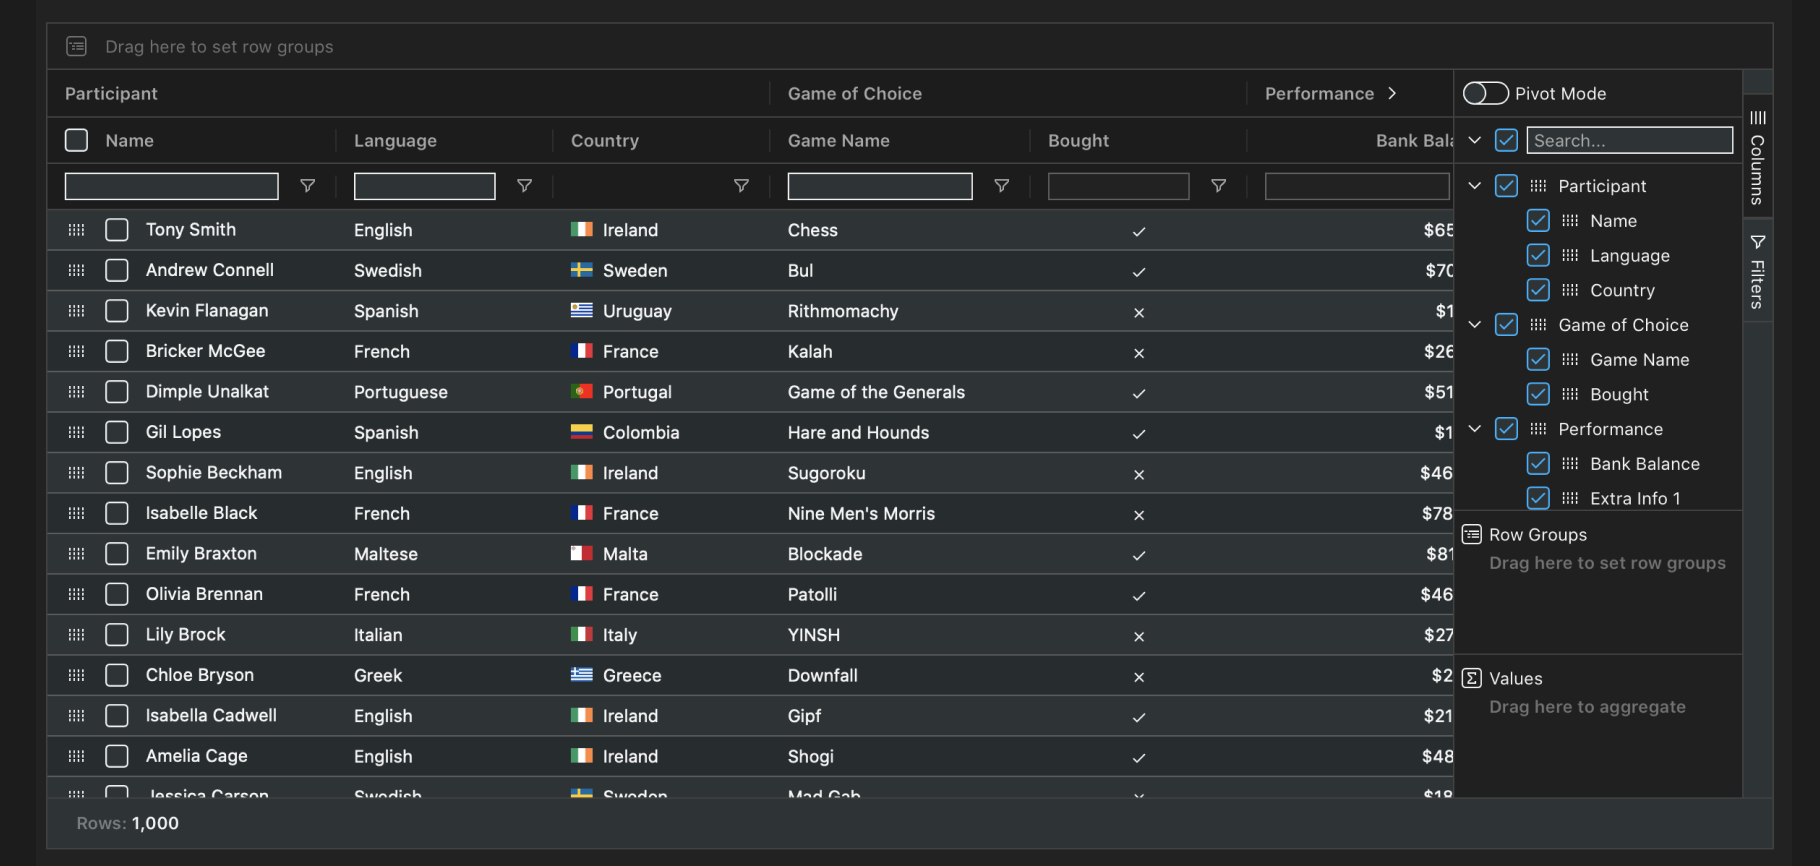 Drag here to set row groups
Participant Game of Choice Performance
Name Language Country Game Name Bought Bank Bala
Tony Smith English Ireland Chess $65
Andrew Connell Swedish Sweden Bul $70
Kevin Flanagan Spanish Uruguay Rithmomachy $1
Bricker McGee French France Kalah $26
Dimple Unalkat Portuguese Portugal Game of the Generals $51
Gil Lopes Spanish Colombia Hare and Hounds $1
Sophie Beckham English Ireland Sugoroku $46
Isabelle Black French France Nine Men's Morris $78
Emily Braxton Maltese Malta Blockade $81
Olivia Brennan French France Patolli $46
Lily Brock Italian Italy YINSH $27
Chloe Bryson Greek Greece Downfall $2
Isabella Cadwell English Ireland Gipf $21
Amelia Cage English Ireland Shogi $48
Jessica Carson Swedish Sweden Mad Gab $18
Rows: 1,000
Pivot Mode
Search...
Participant
Name
Language
Country
Game of Choice
Game Name
Bought
Performance
Bank Balance
Extra Info 1
Row Groups
Drag here to set row groups
Σ Values
Drag here to aggregate
Columns
Filters